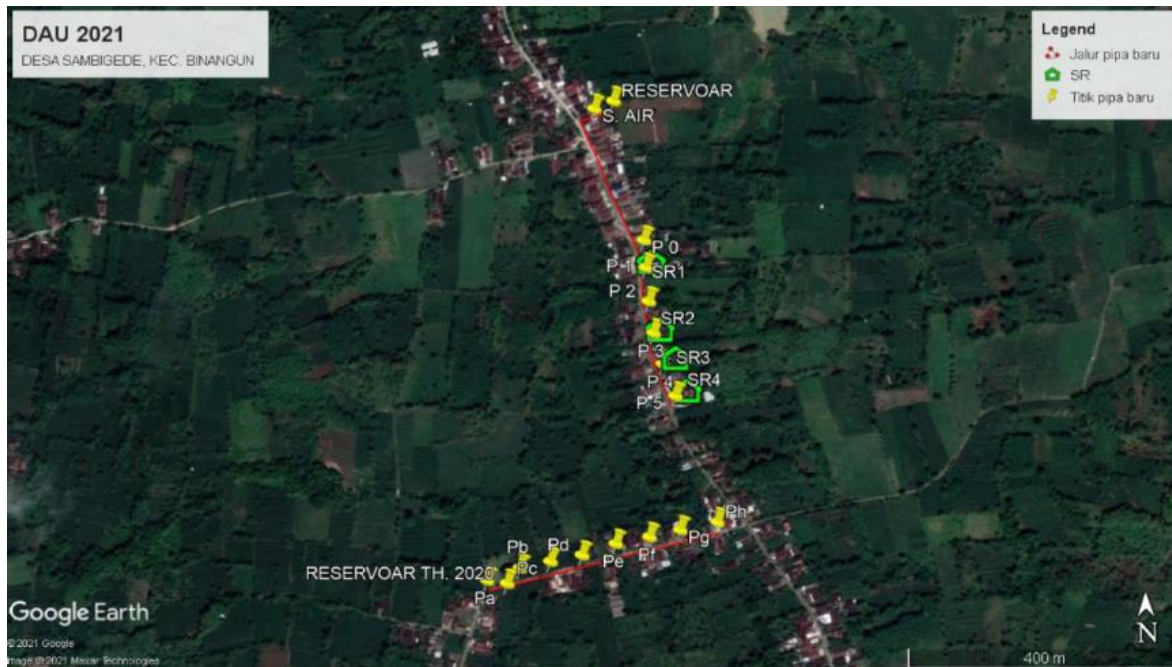 DAU 2021
DESA SAMBIGEDE, KEC. BINANGUN
Legend
Jalur pipa baru
SR
Titik pipa baru
RESERVOAR
S. AIR
P 0
P 1
SR1
P 2
SR2
P 3
SR3
P 4
SR4
P 5
Ph
Pg
Pf
Pe
Pd
Pb
Pc
RESERVOAR TH. 2020
Pa
Google Earth
© 2021 Google
Image © 2021 Maxar Technologies
400 m
N